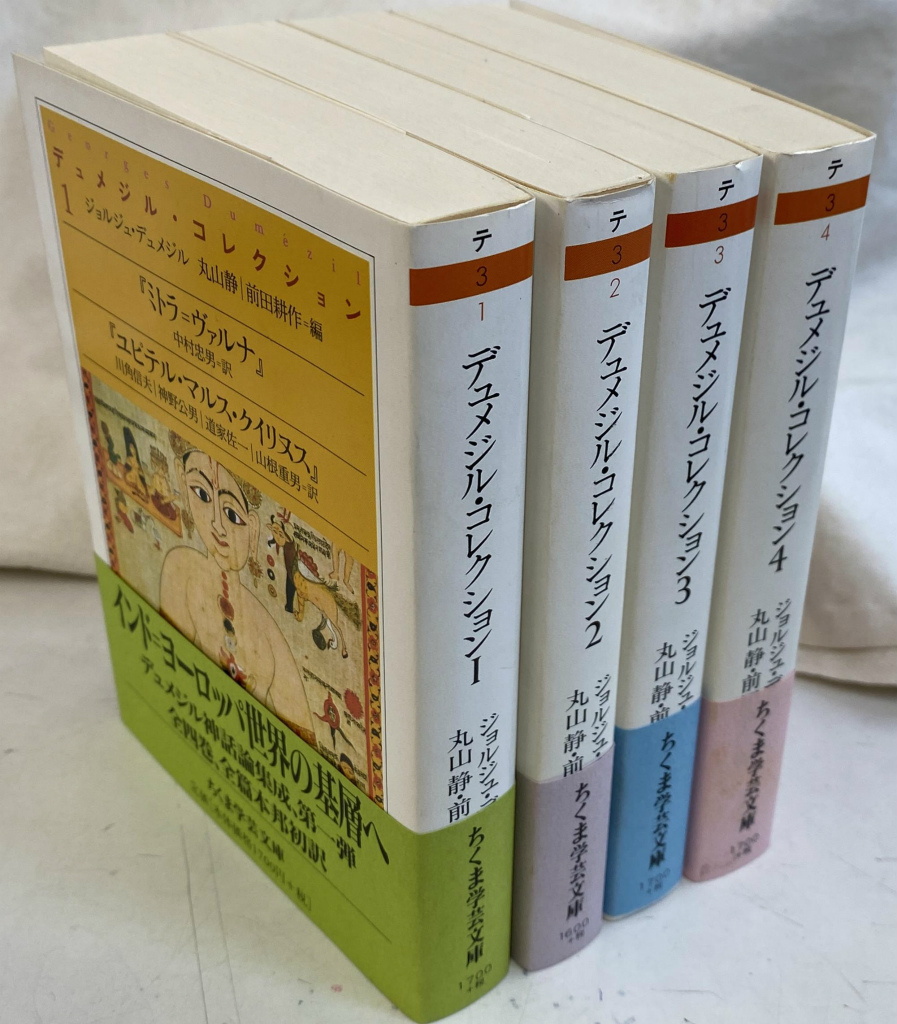 Georges Dumézil
デュメジル・コレクション
1
ジョルジュ・デュメジル 丸山静|前田耕作=編
『ミトラ=ヴァルナ』
中村忠男=訳
『ユピテル・マルス・クイリヌス』
川角信夫|神野公男|道家佐一|山根重男=訳
インド=ヨーロッパ世界の基層へ
デュメジル神話論集成、第一弾
全四巻、全篇本邦初訳
ちくま学芸文庫
テ
3
1
デュメジル・コレクション1
ジョルジュ・デ
丸山静・前
ちくま学芸文庫
1700
+税
テ
3
2
デュメジル・コレクション2
ジョルジュ・
丸山静・前
ちくま学芸文庫
1600
+税
テ
3
3
デュメジル・コレクション3
ジョルジュ・
丸山静・前
ちくま学芸文庫
1700
+税
テ
3
4
デュメジル・コレクション4
ジョルジュ・デ
丸山静・前
ちくま学芸文庫
1700
+税